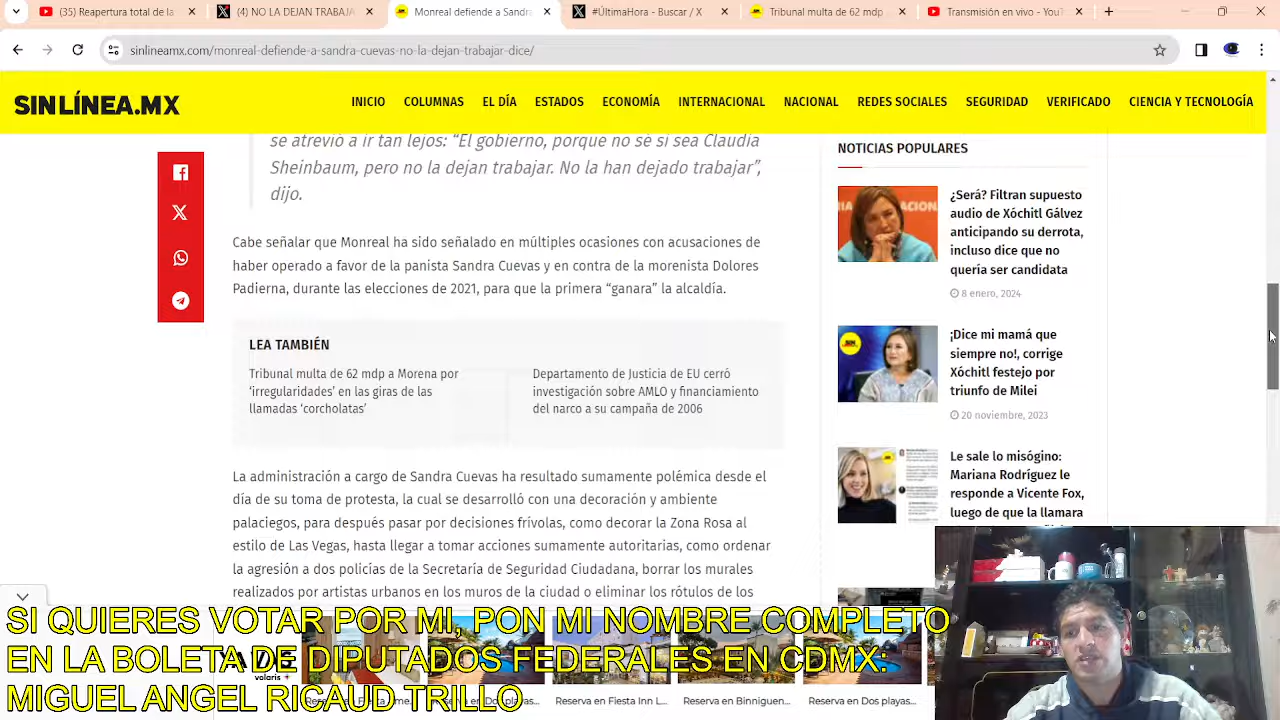 (5) Reapertura total de la
(4) NO LA DEJAN TRABAJA
Monreal defiende a Sandra
#ÚltimaHora - Buscar / X
Tribunal multa de 62 mdp
Transmisión en vivo - You
sinlineamx.com/monreal-defiende-a-sandra-cuevas-no-la-dejan-trabajar-dice/
SINLÍNEA.MX
INICIO COLUMNAS EL DÍA ESTADOS ECONOMÍA INTERNACIONAL NACIONAL REDES SOCIALES SEGURIDAD VERIFICADO CIENCIA Y TECNOLOGÍA
se atrevió a ir tan lejos: “El gobierno, porque no sé si sea Claudia
Sheinbaum, pero no la dejan trabajar. No la han dejado trabajar”,
dijo.
Cabe señalar que Monreal ha sido señalado en múltiples ocasiones con acusaciones de
haber operado a favor de la panista Sandra Cuevas y en contra de la morenista Dolores
Padierna, durante las elecciones de 2021, para que la primera “ganara” la alcaldía.
LEA TAMBIÉN
Tribunal multa de 62 mdp a Morena por
‘irregularidades’ en las giras de las
llamadas ‘corcholatas’
Departamento de Justicia de EU cerró
investigación sobre AMLO y financiamiento
del narco a su campaña de 2006
La administración a cargo de Sandra Cuevas ha resultado sumamente polémica desde el
día de su toma de protesta, la cual se desarrolló con una decoración y ambiente
palaciegos, para después pasar por decisiones frívolas, como decorar la Zona Rosa al
estilo de Las Vegas, hasta llegar a tomar acciones sumamente autoritarias, como ordenar
la agresión a dos policías de la Secretaría de Seguridad Ciudadana, borrar los murales
realizados por artistas urbanos en los muros de la ciudad o eliminar los rótulos de los
NOTICIAS POPULARES
¿Será? Filtran supuesto
audio de Xóchitl Gálvez
anticipando su derrota,
incluso dice que no
quería ser candidata
8 enero, 2024
¡Dice mi mamá que
siempre no!, corrige
Xóchitl festejo por
triunfo de Milei
20 noviembre, 2023
Le sale lo misógino:
Mariana Rodríguez le
responde a Vicente Fox,
luego de que la llamara
SI QUIERES VOTAR POR MI, PON MI NOMBRE COMPLETO
EN LA BOLETA DE DIPUTADOS FEDERALES EN CDMX:
MIGUEL ANGEL RICAUD TRILLO
volaris
Reserva en Fiesta Inn L...
Reserva en Binniguen...
Reserva en Dos playas...